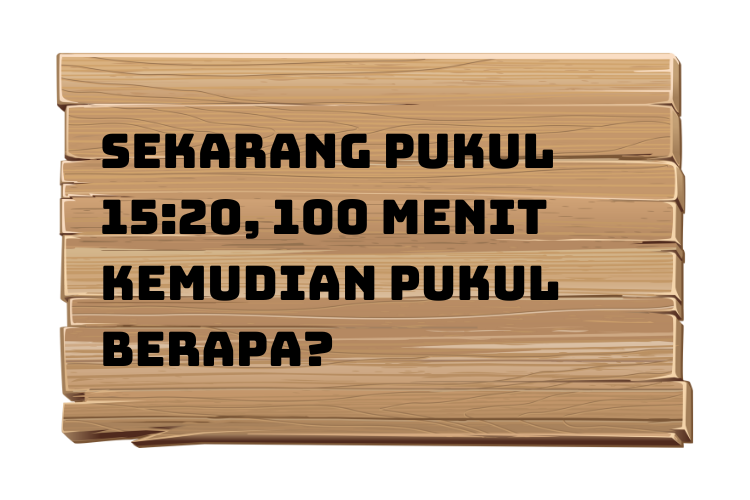 SEKARANG PUKUL
15:20, 100 MENIT
KEMUDIAN PUKUL
BERAPA?